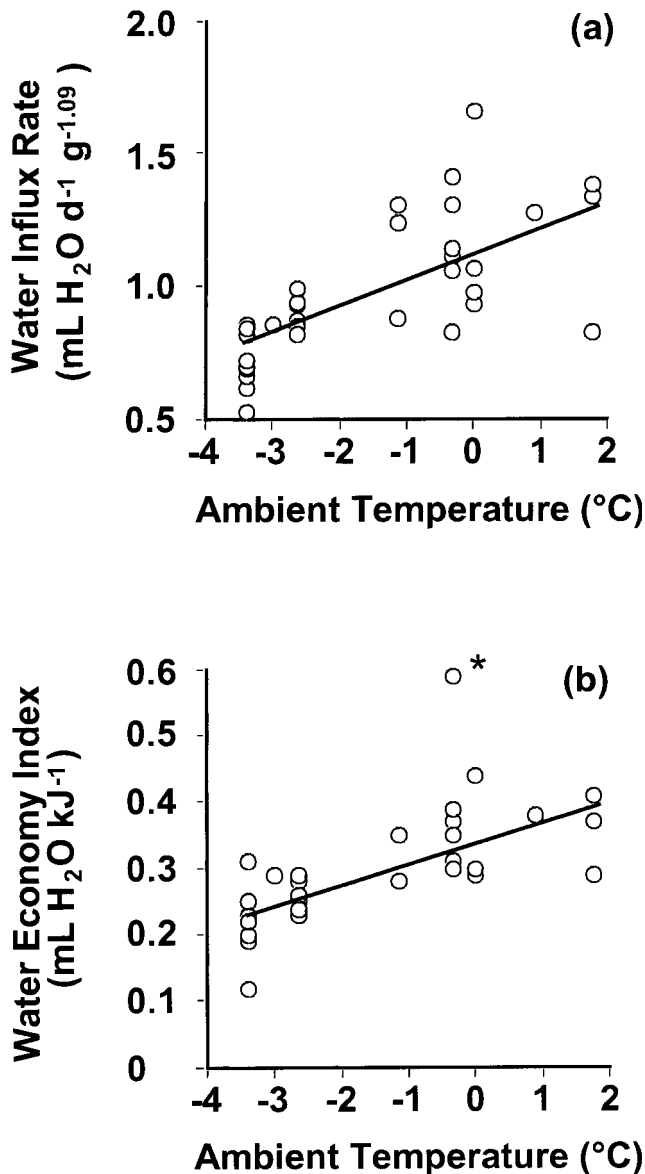 (a)
Water Influx Rate
(mL H2O d-1 g-1.09)
2.0
1.5
1.0
0.5
-4 -3 -2 -1 0 1 2
Ambient Temperature (°C)
(b)
*
Water Economy Index
(mL H2O kJ-1)
0.6
0.5
0.4
0.3
0.2
0.1
0
-4 -3 -2 -1 0 1 2
Ambient Temperature (°C)